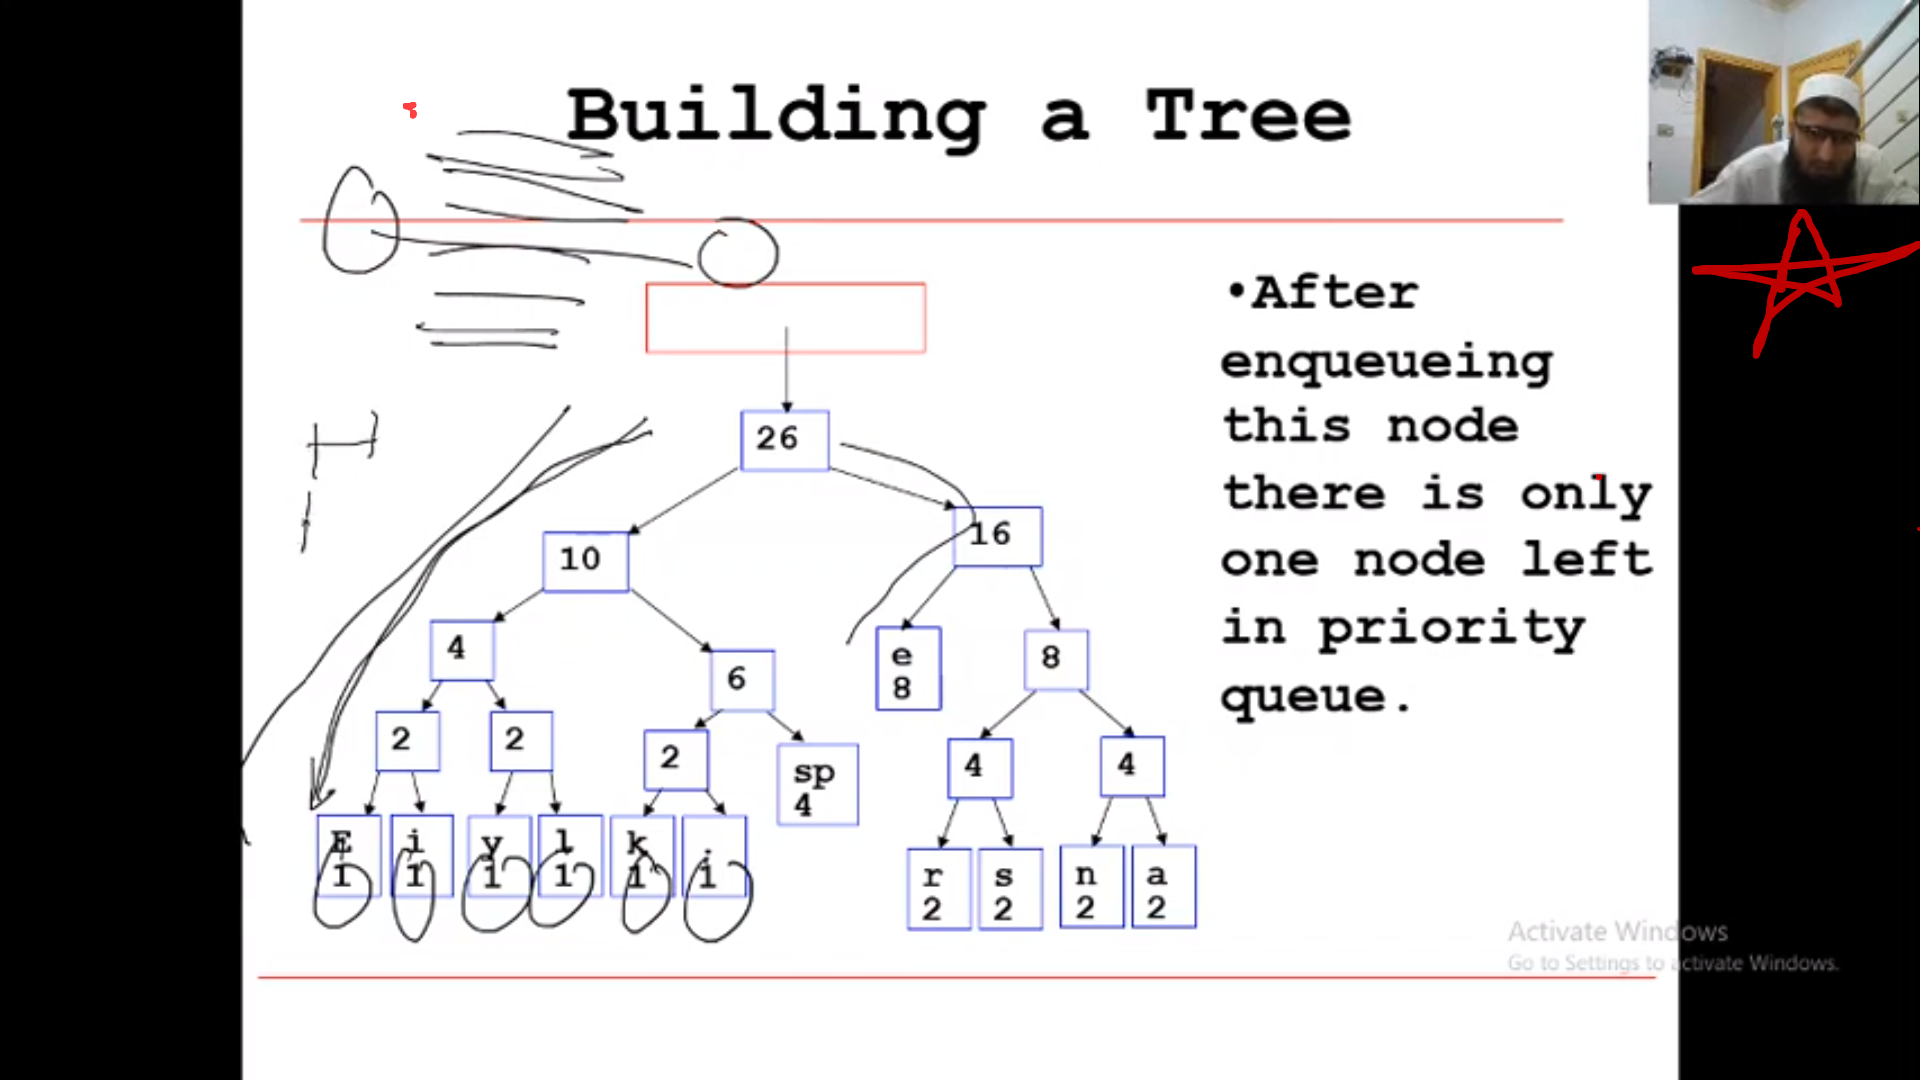 Building a Tree
•After
enqueueing
this node
there is only
one node left
in priority
queue.
26
10
16
4
6
e
8
8
2
2
2
sp
4
4
4
E
1
i
1
y
1
l
1
k
1
i
r
2
s
2
n
2
a
2
Activate Windows
Go to Settings to activate Windows.